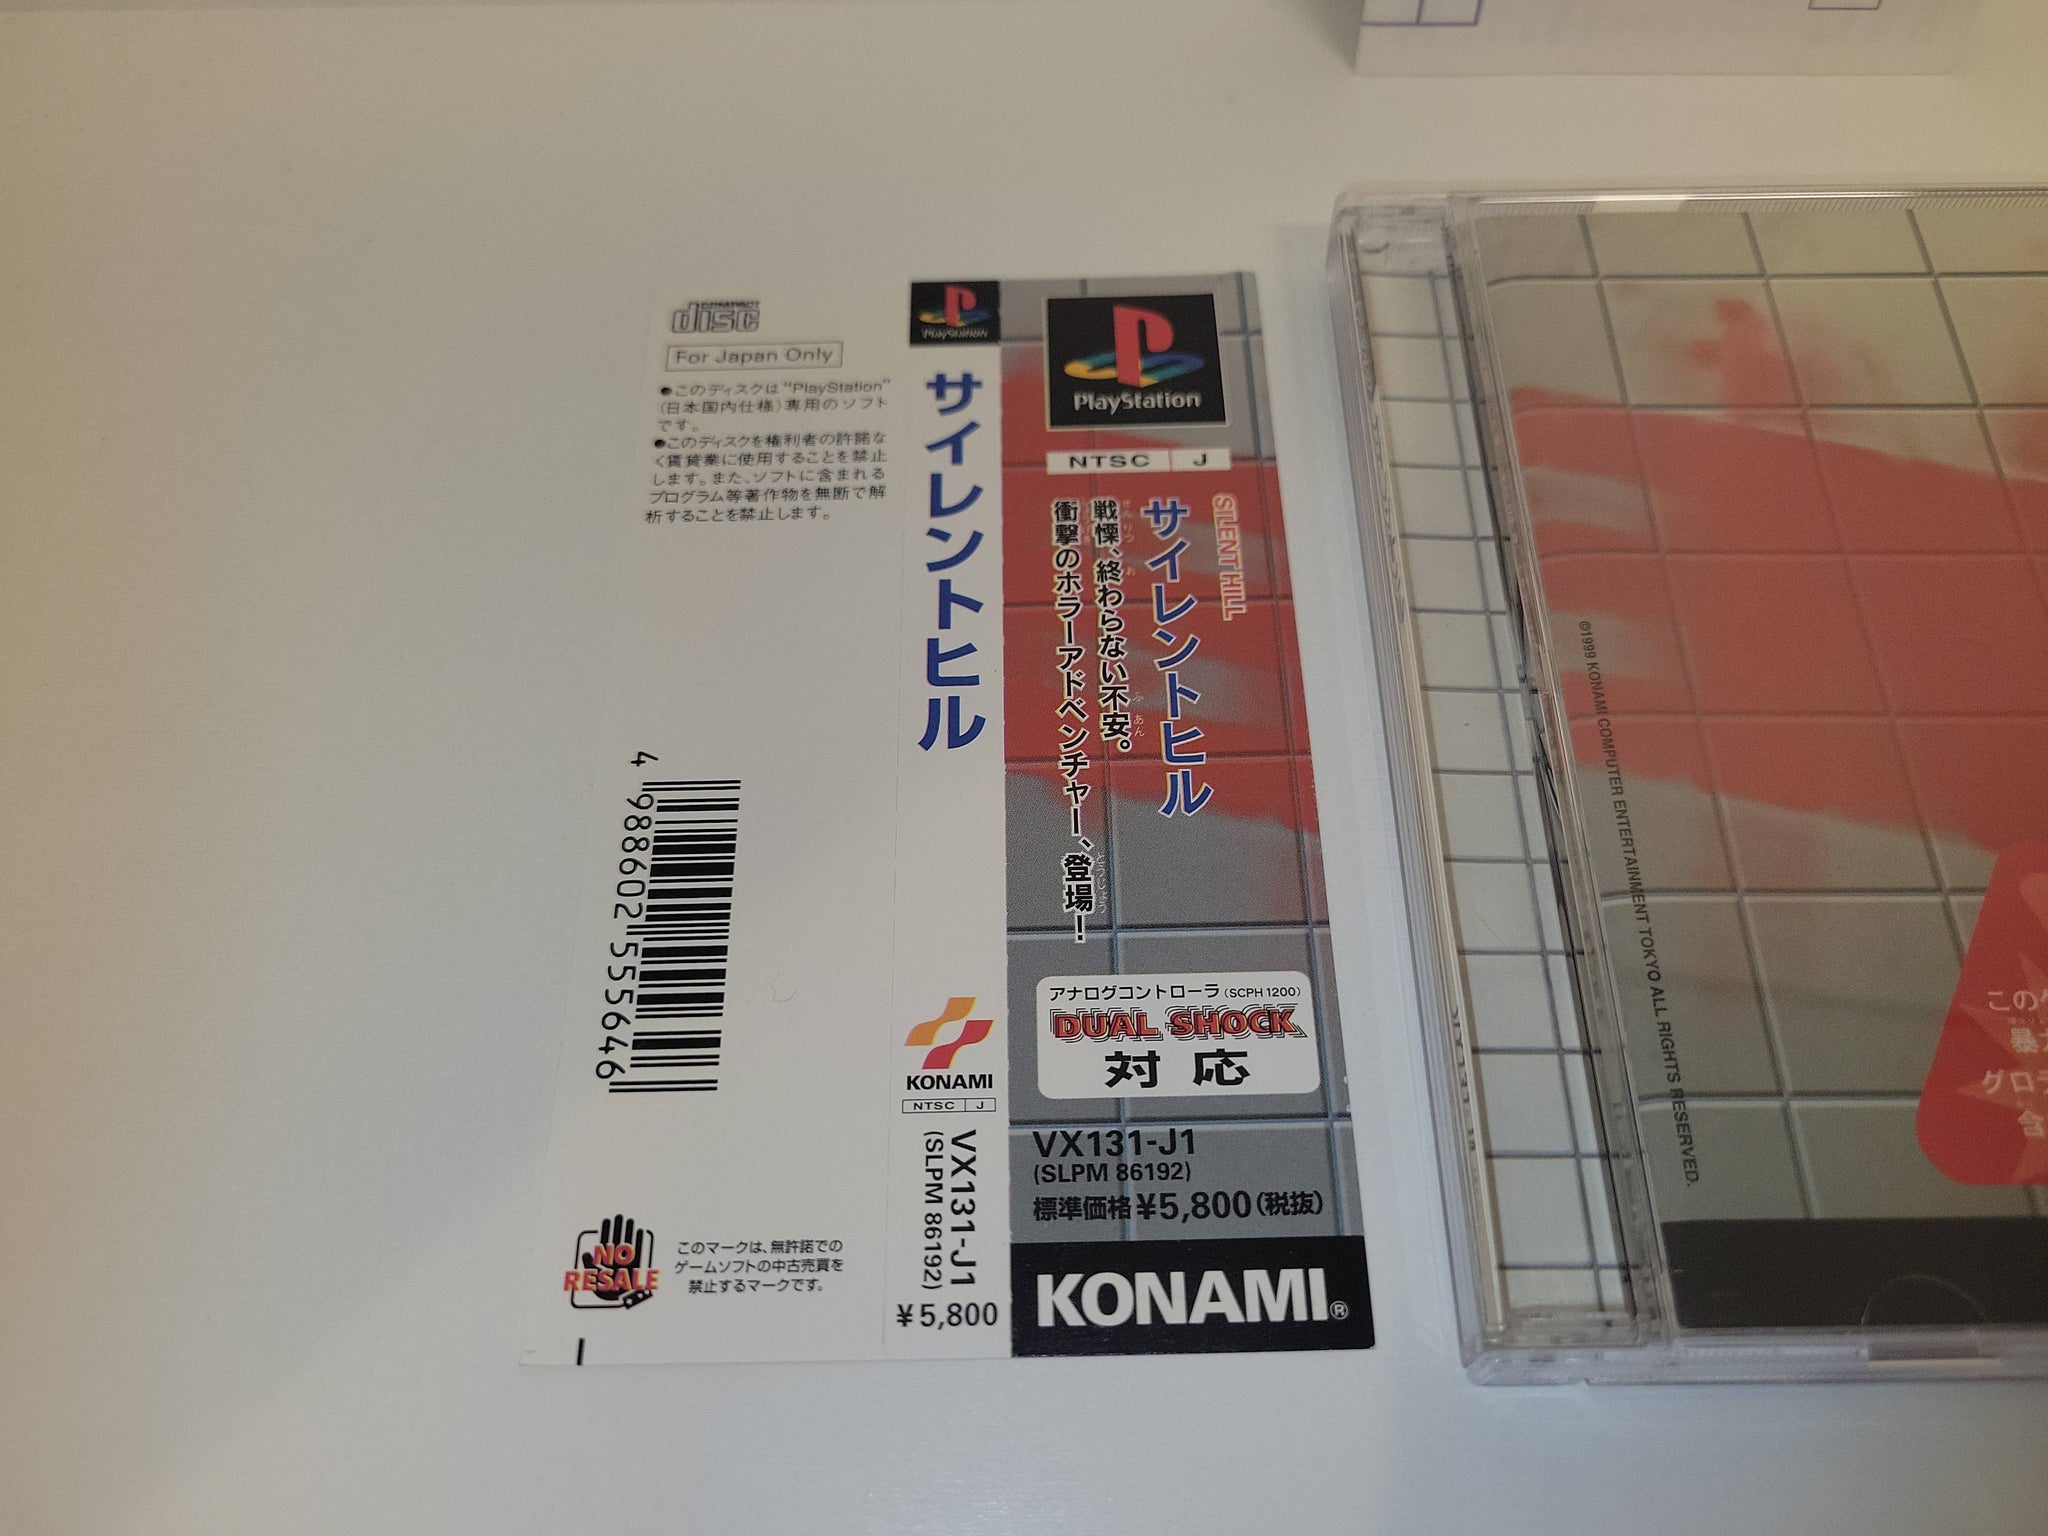 COMPACT
disc
For Japan Only
●このディスクは"PlayStation"
(日本国内仕様)専用のソフト
です。
●このディスクを権利者の許諾な
く賃貸業に使用することを禁止
します。また、ソフトに含まれる
プログラム等著作物を無断で解
析することを禁止します。
4 988602 555646
NO
RESALE
このマークは、無許諾での
ゲームソフトの中古売買を
禁止するマークです。
PlayStation
サイレントヒル
KONAMI
NTSC J
VX131-J1
(SLPM 86192)
¥5,800
PlayStation
NTSC J
SILENT HILL
サイレントヒル
戦慄、終わらない不安。
衝撃のホラーアドベンチャー、登場!
アナログコントローラ(SCPH 1200)
DUAL SHOCK
対応
VX131-J1
(SLPM 86192)
標準価格¥5,800(税抜)
KONAMI®
©1999 KONAMI COMPUTER ENTERTAINMENT TOKYO ALL RIGHTS RESERVED.
この
暴
グロ
含